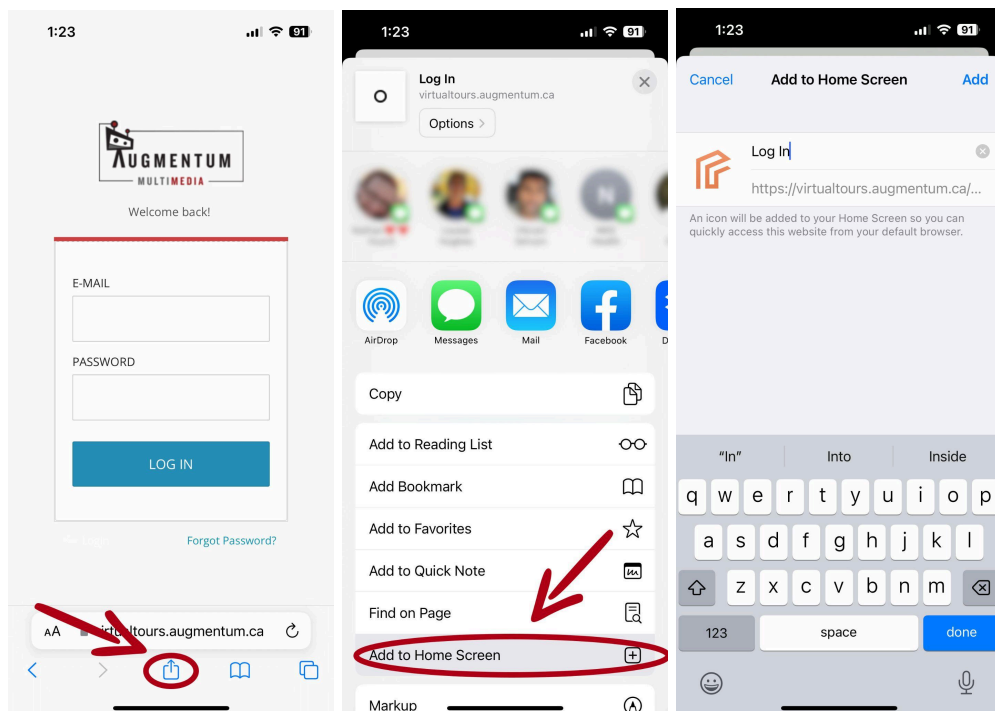 1:23
91
AUGMENTUM
MULTIMEDIA
Welcome back!
E-MAIL
PASSWORD
LOG IN
Forgot Password?
AA
virtualtours.augmentum.ca
1:23
91
Log In
virtualtours.augmentum.ca
Options
N
AirDrop
Messages
Mail
Facebook
D
Copy
Add to Reading List
Add Bookmark
Add to Favorites
Add to Quick Note
Find on Page
Add to Home Screen
Markup
1:23
91
Cancel
Add to Home Screen
Add
Log In
https://virtualtours.augmentum.ca/...
An icon will be added to your Home Screen so you can
quickly access this website from your default browser.
“In” Into Inside
q w e r t y u i o p
a s d f g h j k l
z x c v b n m
123 space done